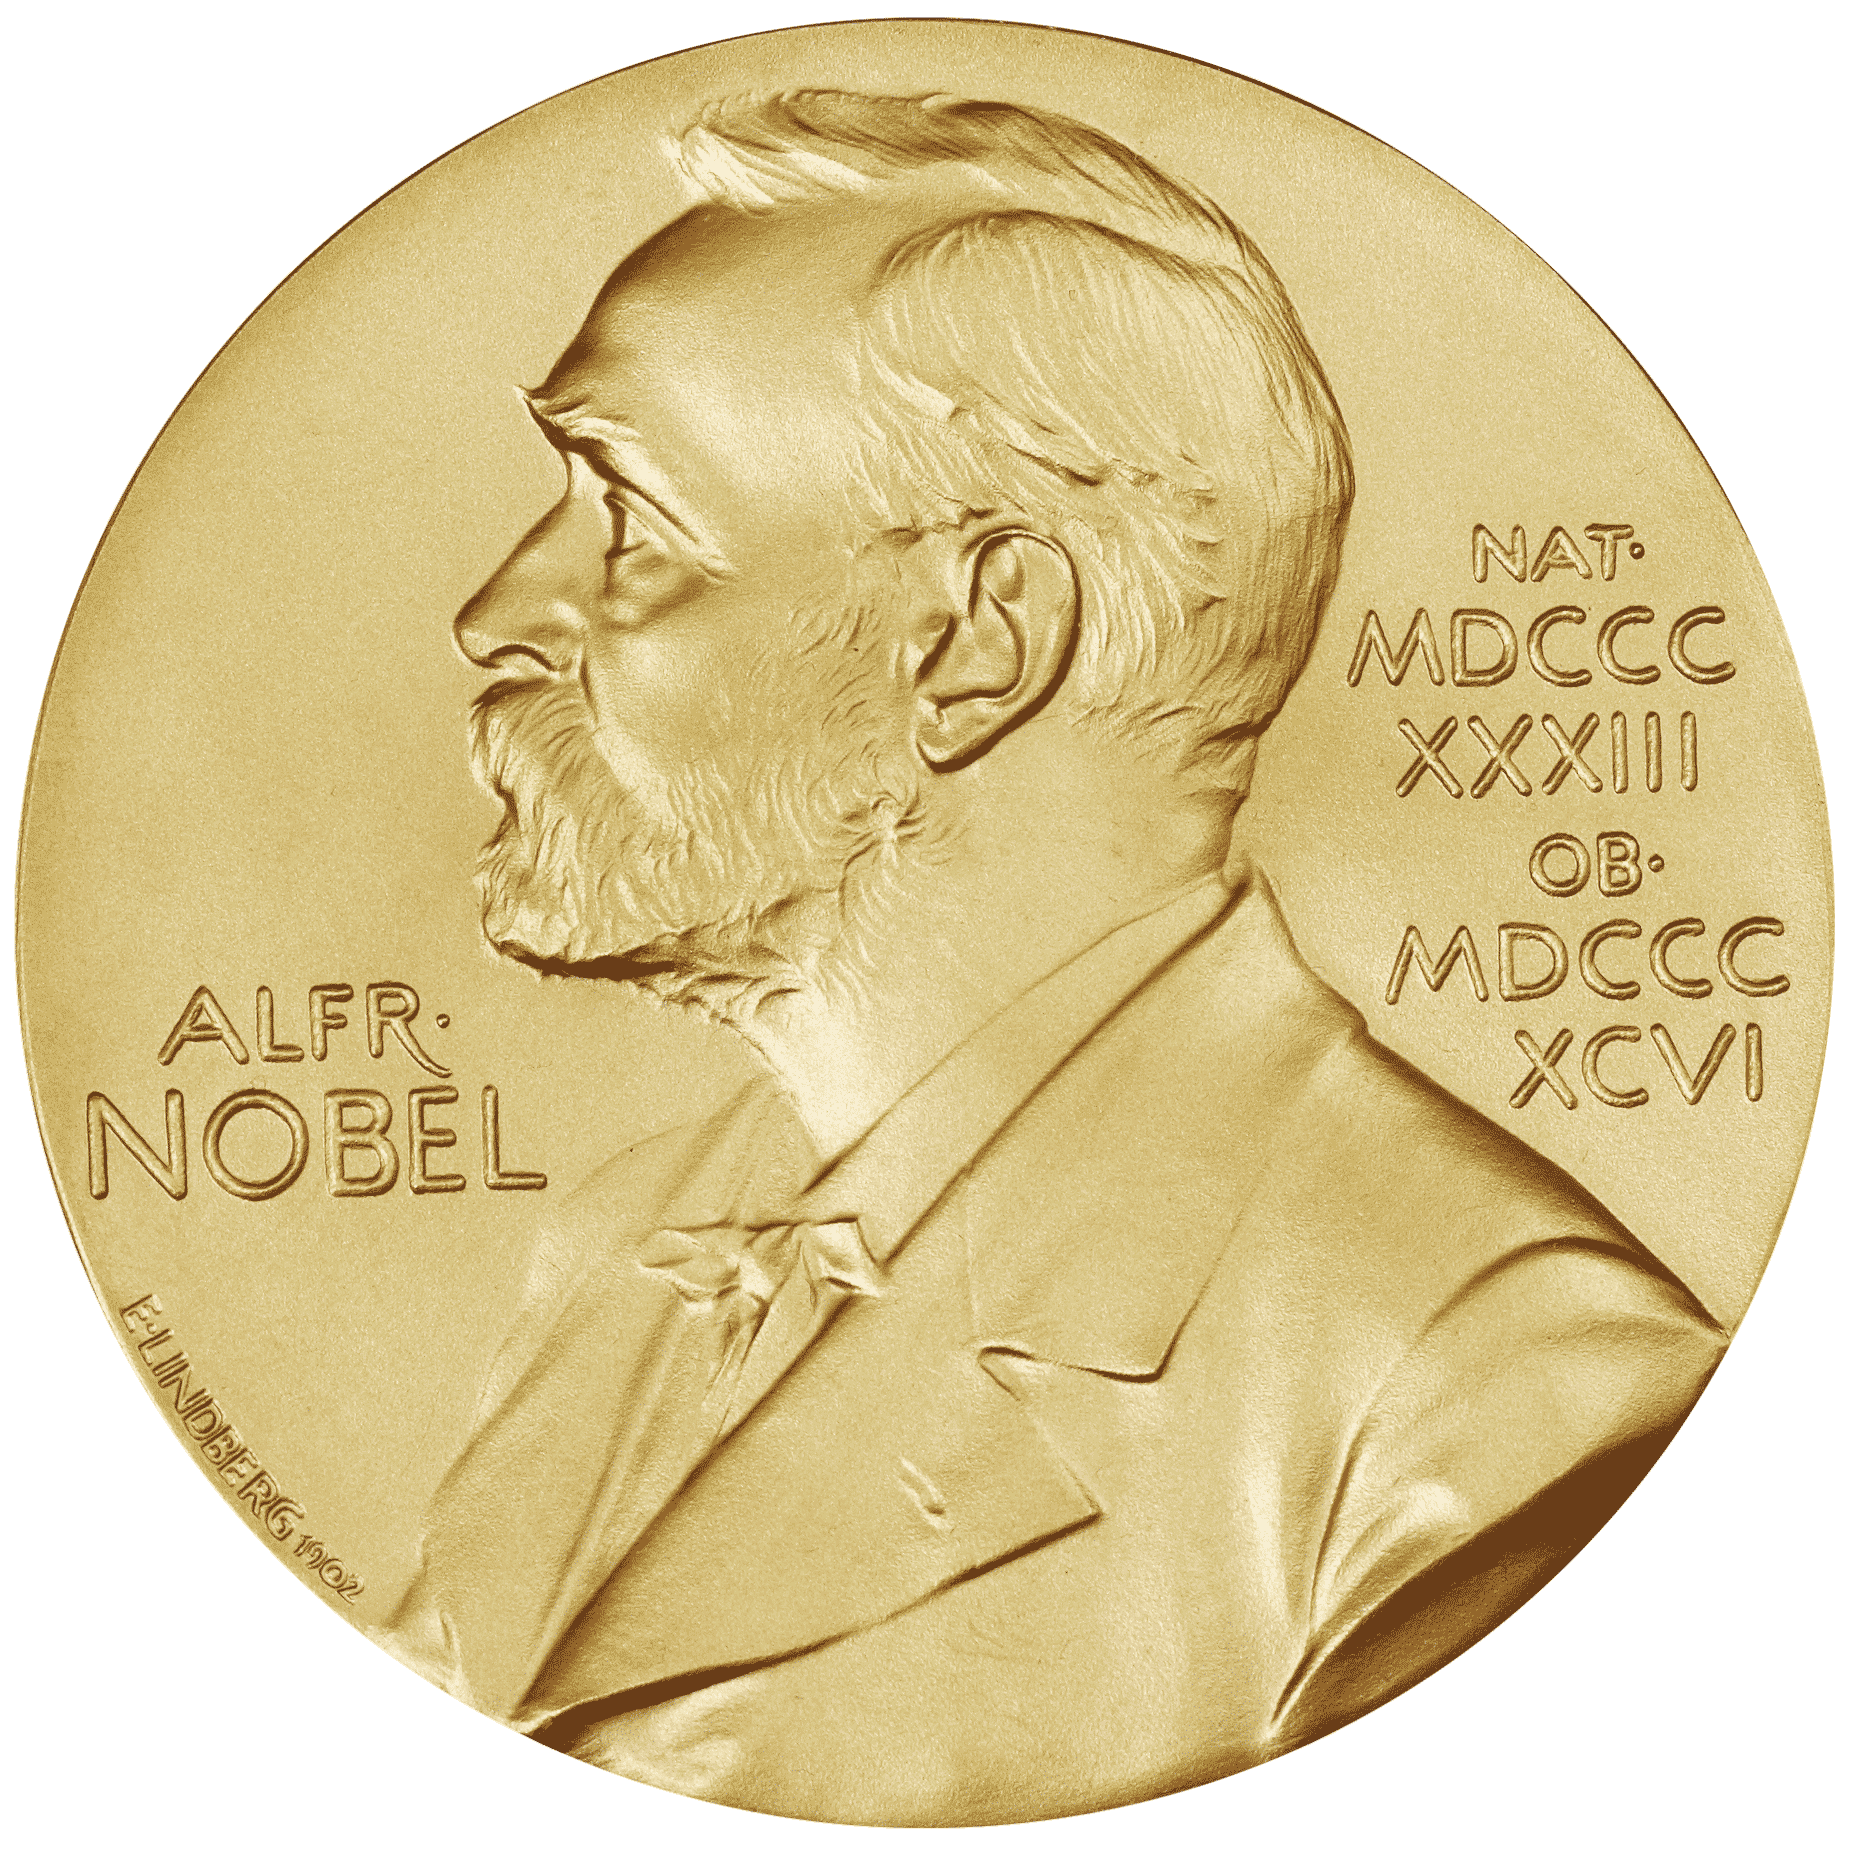 ALFR·
NOBEL
NAT·
MDCCC
XXXIII
OB·
MDCCC
XCVI
E·LINDBERG 1902